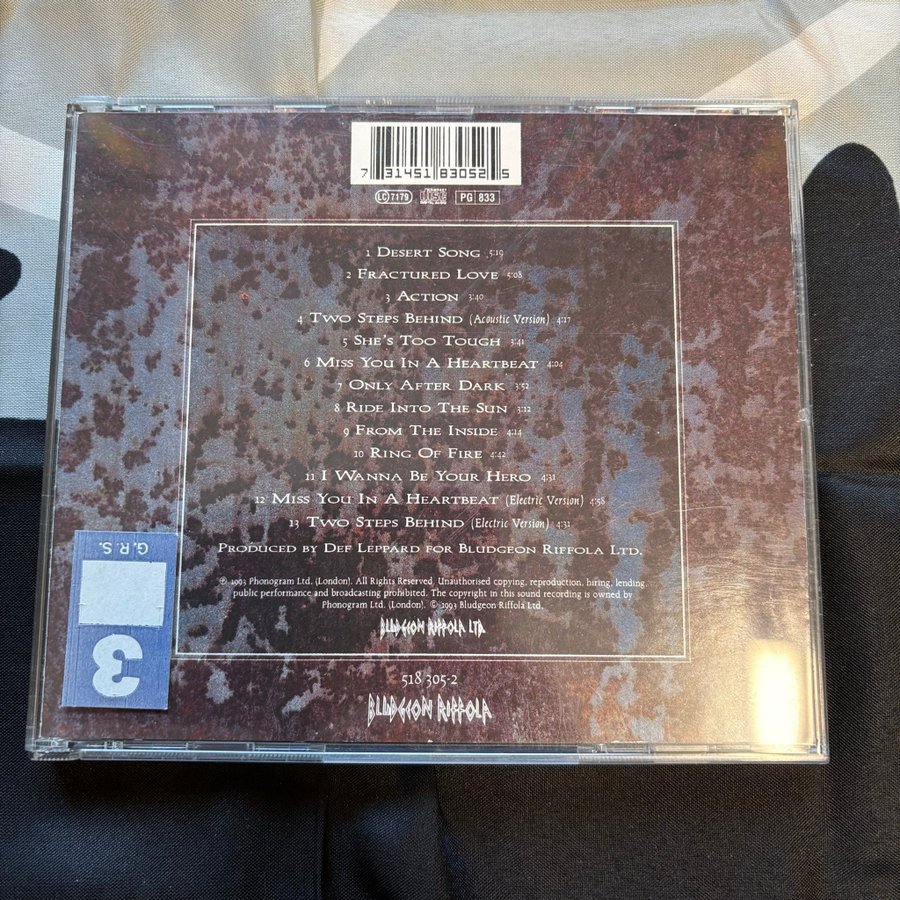 7 31451 83052 5
LC 7179
COMPACT
disc
DIGITAL AUDIO
PG 833
1 DESERT SONG 5:19
2 FRACTURED LOVE 5:08
3 ACTION 3:40
4 TWO STEPS BEHIND (Acoustic Version) 4:17
5 SHE'S TOO TOUGH 3:41
6 MISS YOU IN A HEARTBEAT 4:04
7 ONLY AFTER DARK 3:52
8 RIDE INTO THE SUN 3:12
9 FROM THE INSIDE 4:14
10 RING OF FIRE 4:42
11 I WANNA BE YOUR HERO 4:31
12 MISS YOU IN A HEARTBEAT (Electric Version) 4:58
13 TWO STEPS BEHIND (Electric Version) 4:31
PRODUCED BY DEF LEPPARD FOR BLUDGEON RIFFOLA LTD.
℗ 1993 Phonogram Ltd. (London). All Rights Reserved. Unauthorised copying, reproduction, hiring, lending,
public performance and broadcasting prohibited. The copyright in this sound recording is owned by
Phonogram Ltd. (London). © 1993 Bludgeon Riffola Ltd.
BLUDGEON RIFFOLA LTD.
518 305-2
BLUDGEON RIFFOLA
G.R.S.
3